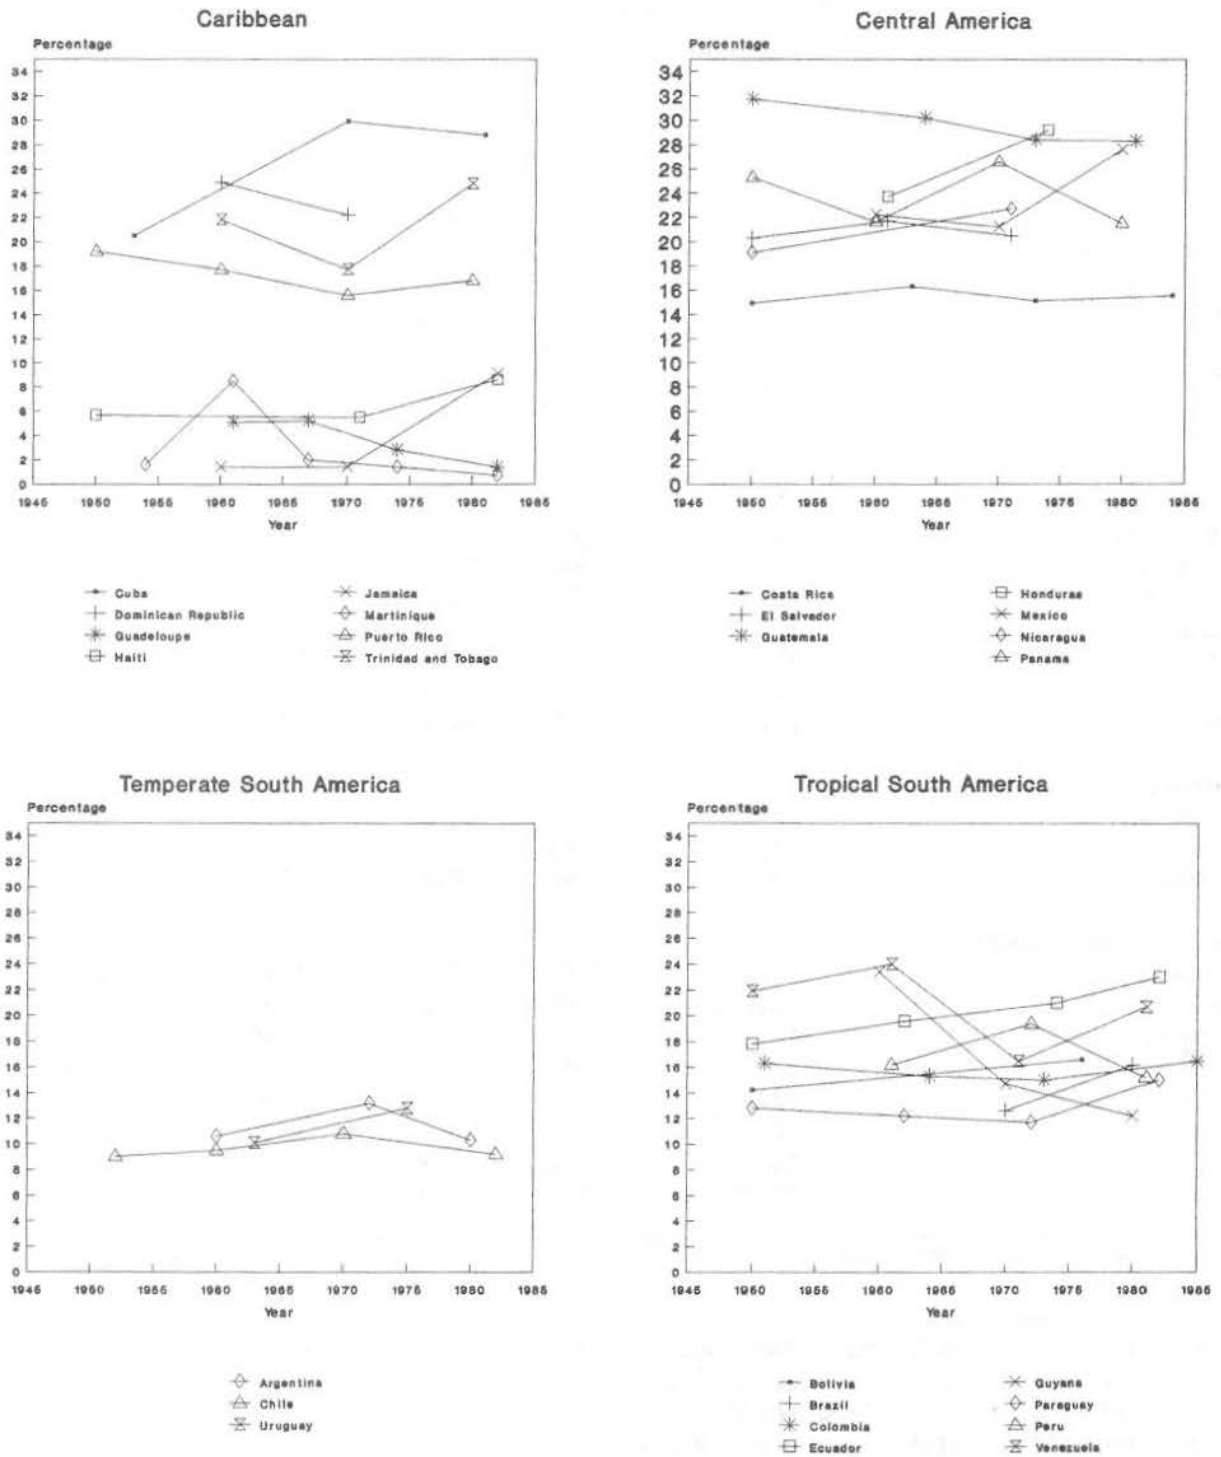 Caribbean
Percentage
34
32
30
28
26
24
22
20
18
16
14
12
10
8
6
4
2
0
1945 1950 1955 1960 1965 1970 1975 1980 1985
Year
Cuba
Dominican Republic
Guadeloupe
Haiti
Jamaica
Martinique
Puerto Rico
Trinidad and Tobago
Central America
Percentage
34
32
30
28
26
24
22
20
18
16
14
12
10
8
6
4
2
0
1945 1950 1955 1960 1965 1970 1975 1980 1985
Year
Costa Rica
El Salvador
Guatemala
Honduras
Mexico
Nicaragua
Panama
Temperate South America
Percentage
34
32
30
28
26
24
22
20
18
16
14
12
10
8
6
4
2
0
1945 1950 1955 1960 1965 1970 1975 1980 1985
Year
Argentina
Chile
Uruguay
Tropical South America
Percentage
34
32
30
28
26
24
22
20
18
16
14
12
10
8
6
4
2
0
1945 1950 1955 1960 1965 1970 1975 1980 1985
Year
Bolivia
Brazil
Colombia
Ecuador
Guyana
Paraguay
Peru
Venezuela